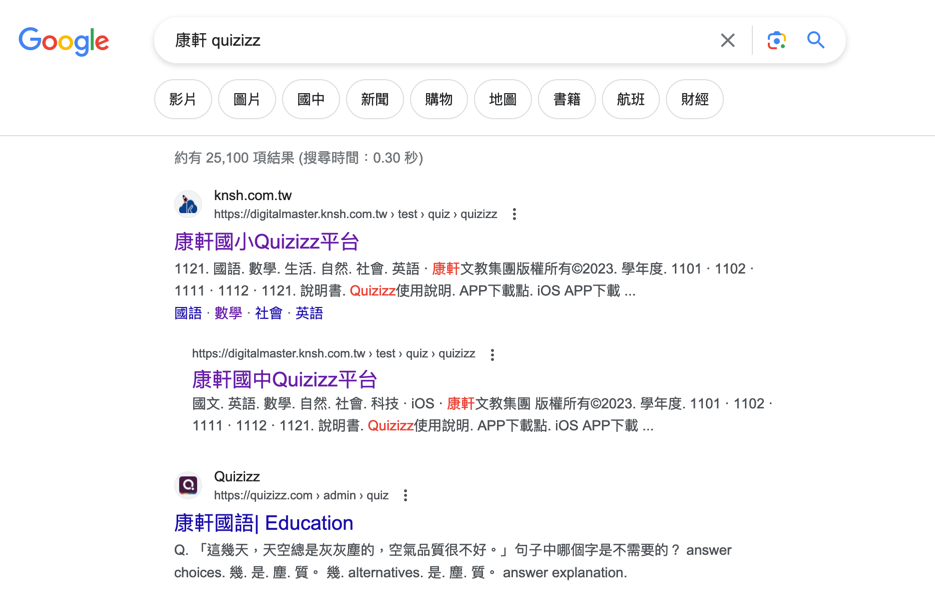 Google
康軒 quizizz
影片 圖片 國中 新聞 購物 地圖 書籍 航班 財經
約有 25,100 項結果 (搜尋時間：0.30 秒)
knsh.com.tw
https://digitalmaster.knsh.com.tw › test › quiz › quizizz
康軒國小Quizizz平台
1121. 國語. 數學. 生活. 自然. 社會. 英語 · 康軒文教集團版權所有©2023. 學年度. 1101 · 1102 ·
1111 · 1112 · 1121. 說明書. Quizizz使用說明. APP下載點. iOS APP下載 ...
國語 · 數學 · 社會 · 英語
https://digitalmaster.knsh.com.tw › test › quiz › quizizz
康軒國中Quizizz平台
國文. 英語. 數學. 自然. 社會. 科技 · iOS · 康軒文教集團 版權所有©2023. 學年度. 1101 · 1102 ·
1111 · 1112 · 1121. 說明書. Quizizz使用說明. APP下載點. iOS APP下載 ...
Quizizz
https://quizizz.com › admin › quiz
康軒國語| Education
Q. 「這幾天，天空總是灰灰塵的，空氣品質很不好。」句子中哪個字是不需要的？ answer
choices. 幾. 是. 塵. 質。 幾. alternatives. 是. 塵. 質。 answer explanation.